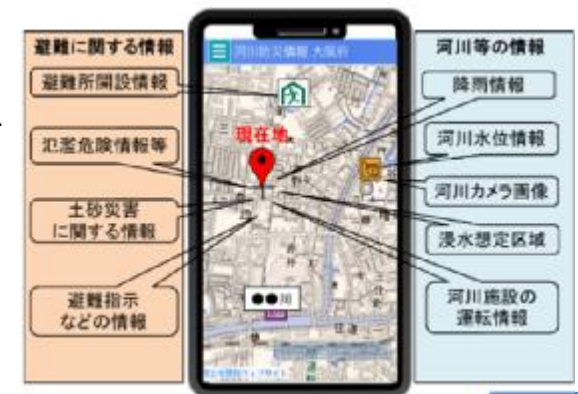 避難に関する情報
避難所開設情報
氾濫危険情報等
土砂災害
に関する情報
避難指示
などの情報
河川防災情報 大阪府
現在地
●●川
河川等の情報
降雨情報
河川水位情報
河川カメラ画像
浸水想定区域
河川施設の
運転情報